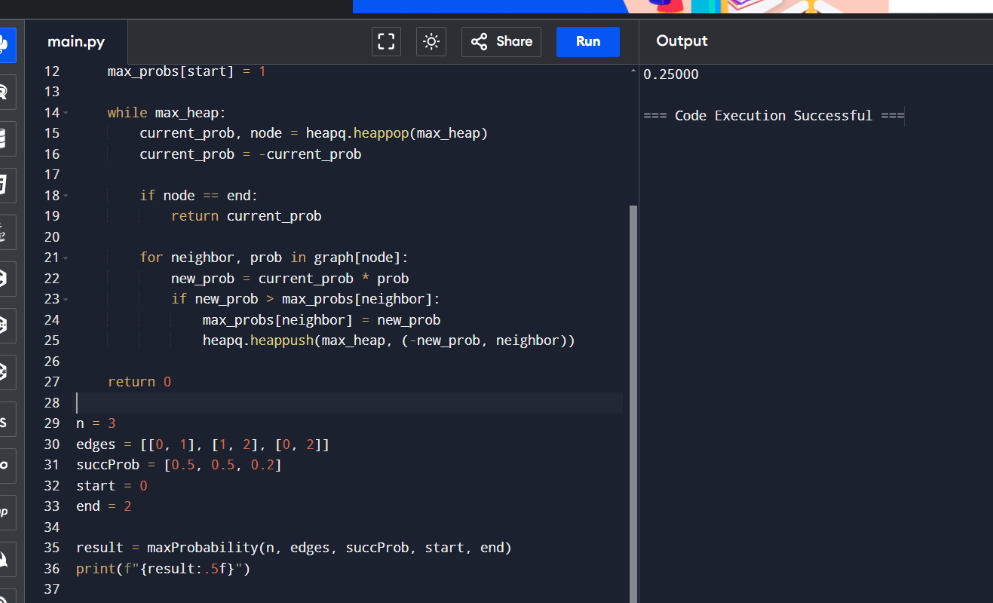 main.py
Share
Run
Output
12     max_probs[start] = 1
13
14     while max_heap:
15         current_prob, node = heapq.heappop(max_heap)
16         current_prob = -current_prob
17
18         if node == end:
19             return current_prob
20
21         for neighbor, prob in graph[node]:
22             new_prob = current_prob * prob
23             if new_prob > max_probs[neighbor]:
24                 max_probs[neighbor] = new_prob
25                 heapq.heappush(max_heap, (-new_prob, neighbor))
26
27     return 0
28
29 n = 3
30 edges = [[0, 1], [1, 2], [0, 2]]
31 succProb = [0.5, 0.5, 0.2]
32 start = 0
33 end = 2
34
35 result = maxProbability(n, edges, succProb, start, end)
36 print(f"{result:.5f}")
37
0.25000
=== Code Execution Successful ===